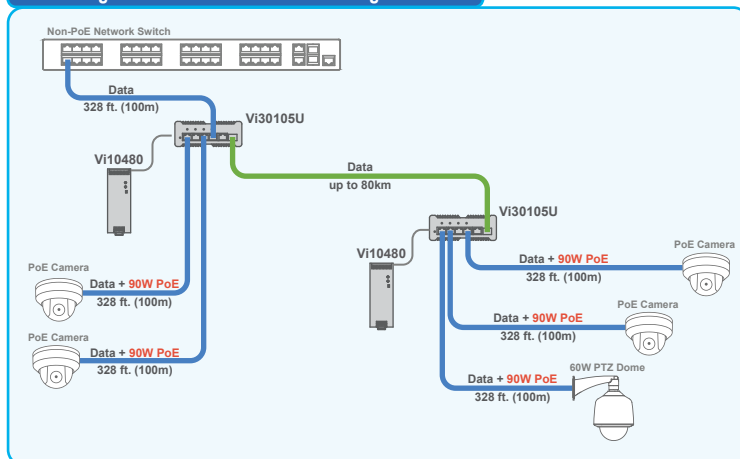 Non-PoE Network Switch
Data
328 ft. (100m)
Vi30105U
Vi10480
Data
up to 80km
Vi30105U
Vi10480
PoE Camera
Data + 90W PoE
328 ft. (100m)
PoE Camera
Data + 90W PoE
328 ft. (100m)
PoE Camera
Data + 90W PoE
328 ft. (100m)
PoE Camera
Data + 90W PoE
328 ft. (100m)
60W PTZ Dome
Data + 90W PoE
328 ft. (100m)